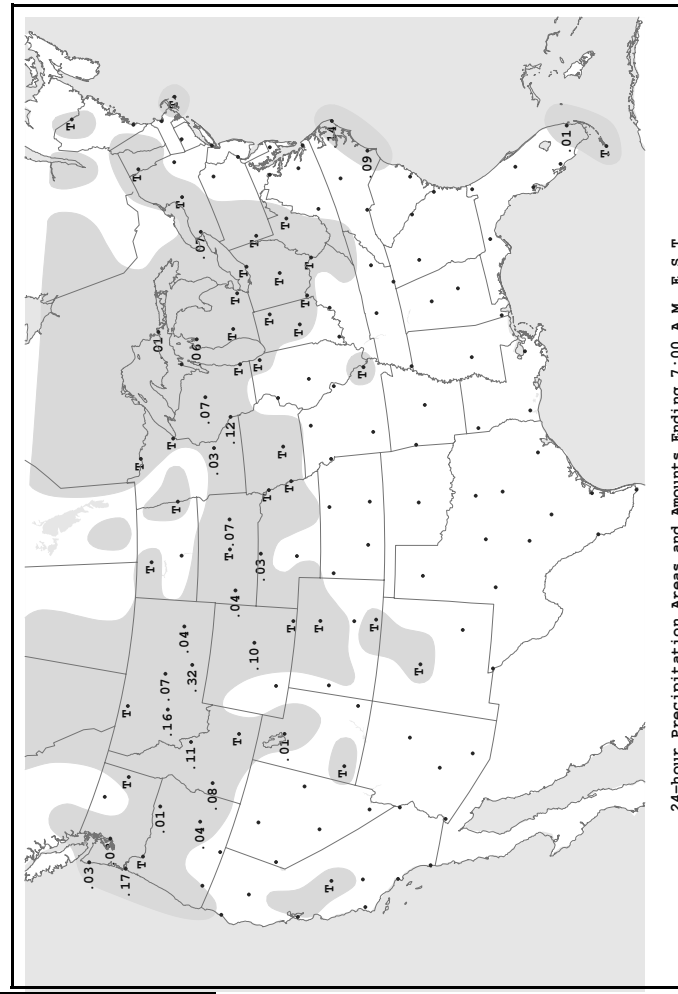 T
.03
.17
T
T
T
T
T
T
01
.01
.07
.16
T
T
T
T
.04
.11
.32
06
.04
.07
.07
.08
.03
T
.07
.12
T
.04
T
T
T
T
.10
T
T
.03
T
T
T
T
.01
T
T
T
T
T
T
T
14
T
T
T
.09
T
T
.01
T
24-hour Precipitation Areas and Amounts Ending 7:00 A.M. E.S.T